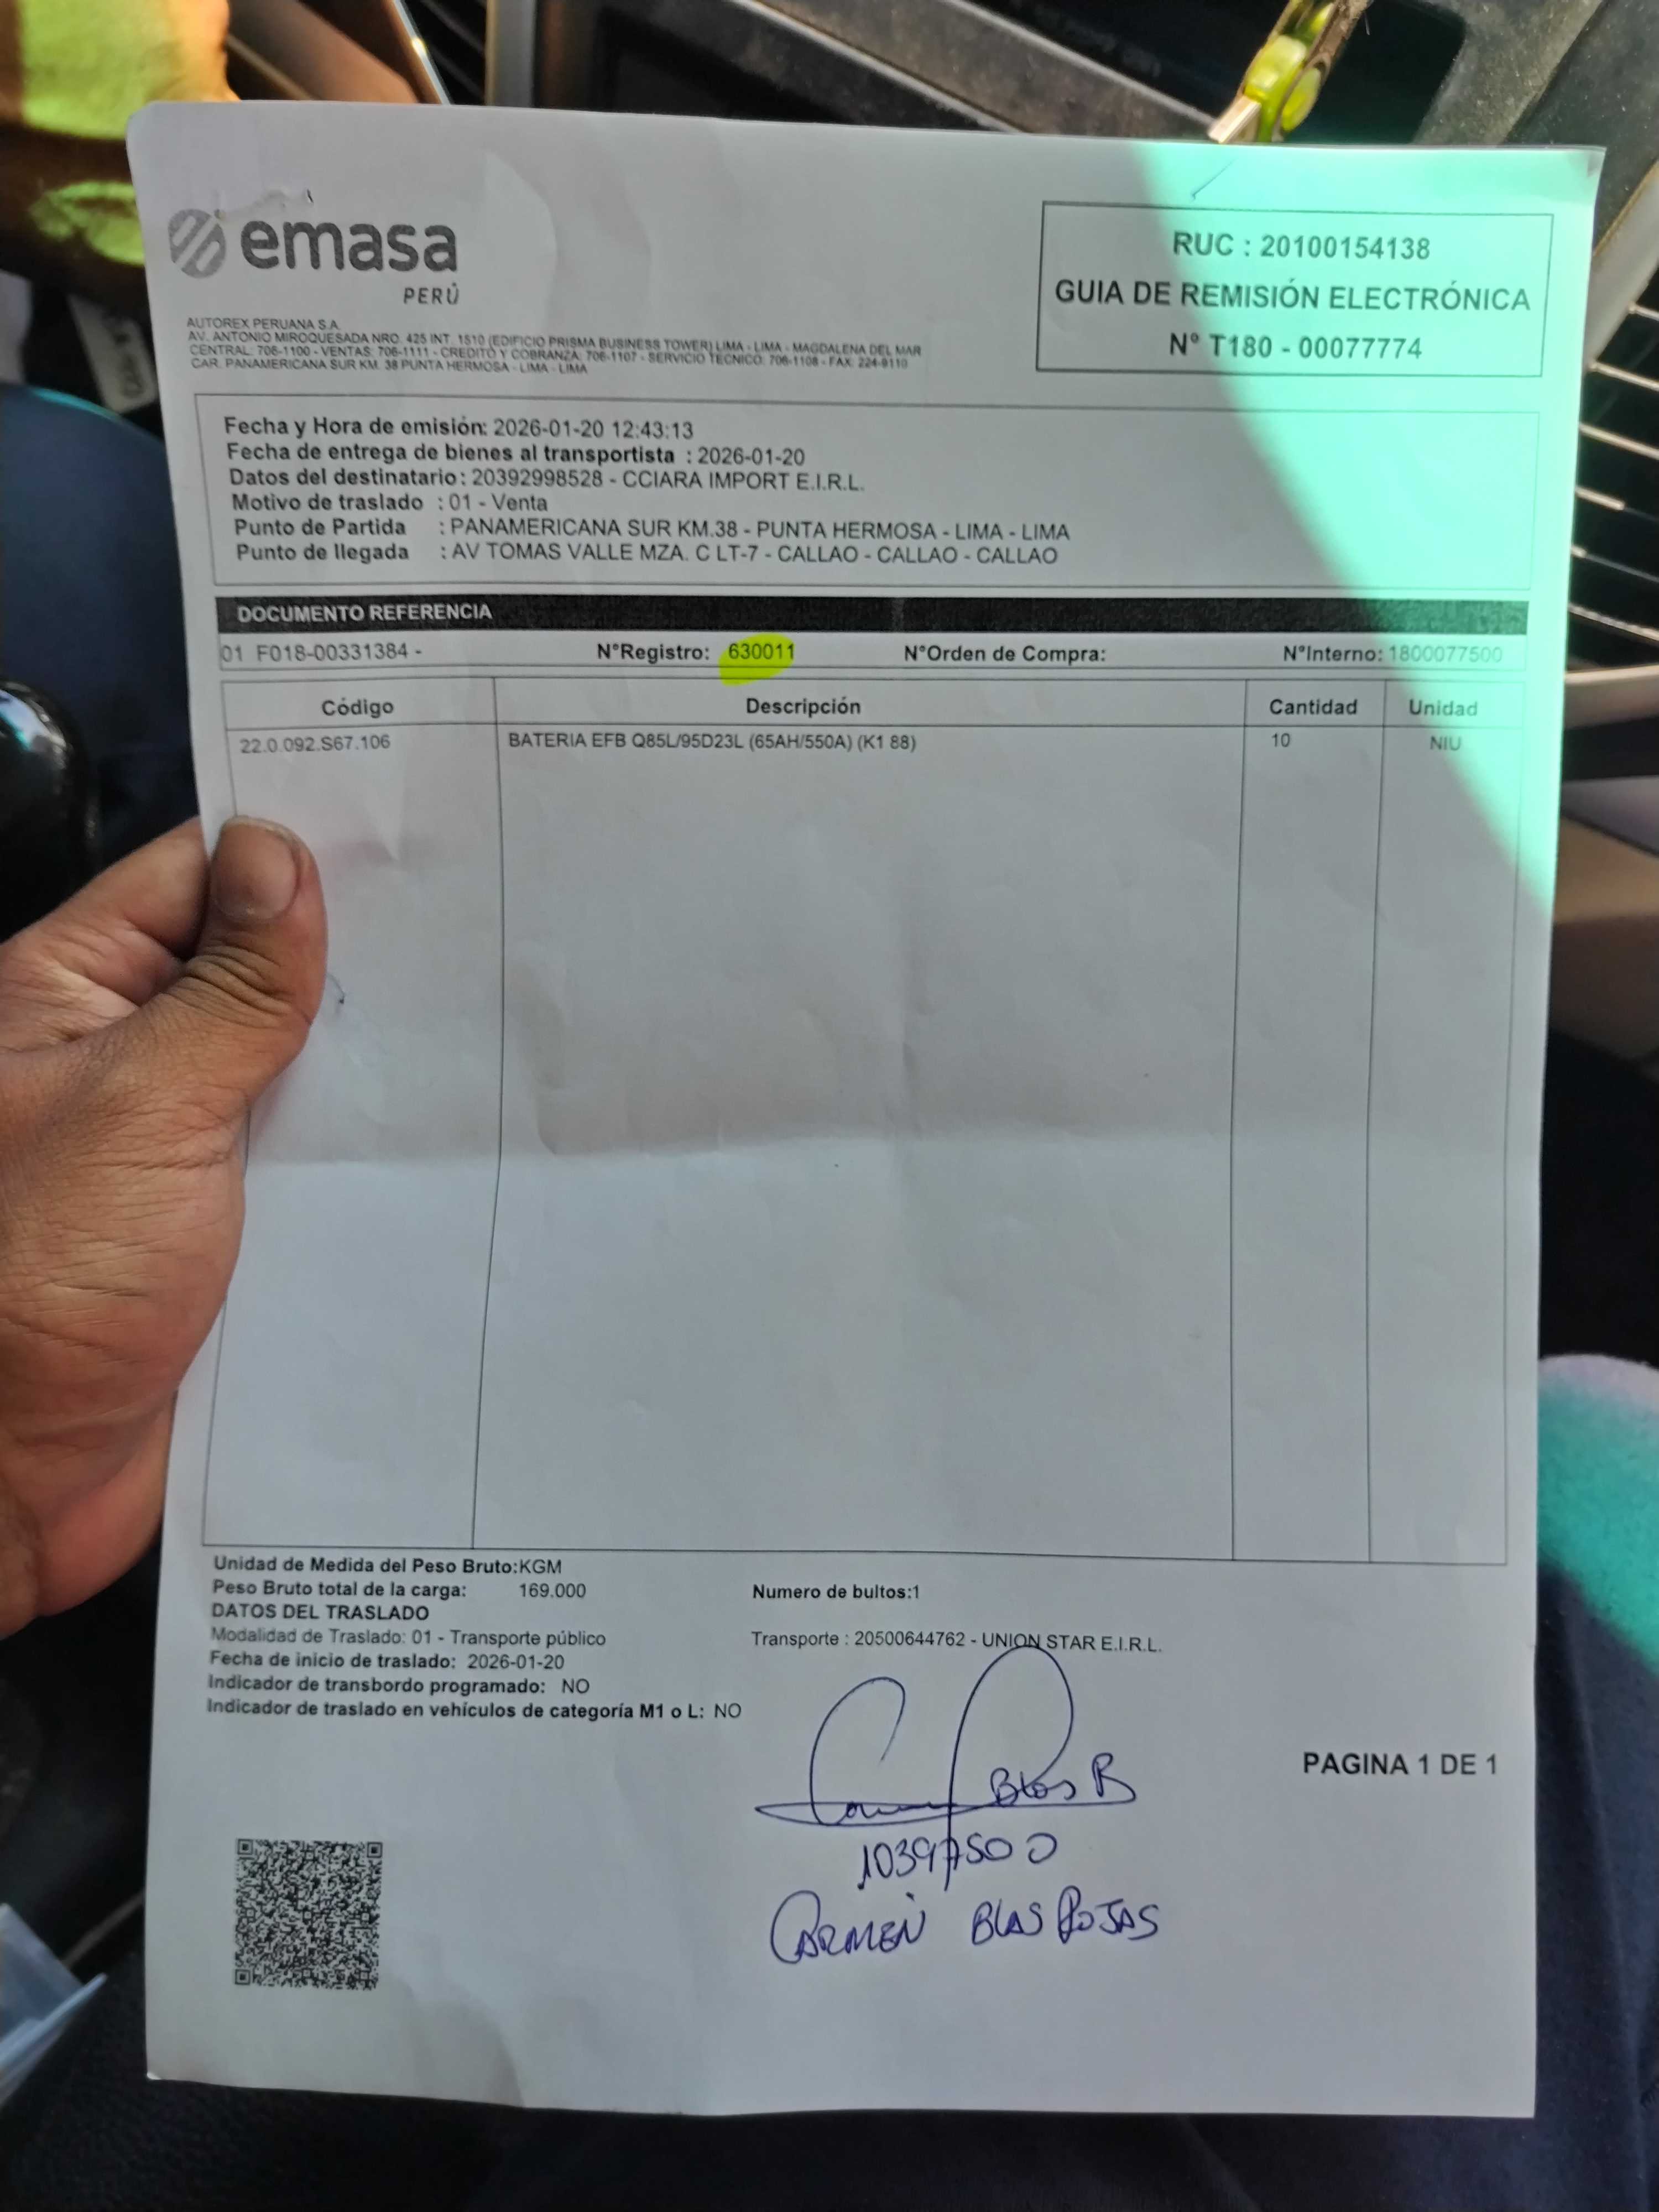 emasa
PERÚ
RUC : 20100154138
GUIA DE REMISIÓN ELECTRÓNICA
N° T180 - 00077774
AUTOREX PERUANA S.A.
AV. ANTONIO MIROQUESADA NRO. 425 INT. 1510 (EDIFICIO PRISMA BUSINESS TOWER) LIMA - LIMA - MAGDALENA DEL MAR
CENTRAL: 706-1100 - VENTAS: 706-1111 - CREDITO Y COBRANZA: 706-1107 - SERVICIO TECNICO: 706-1108 - FAX: 224-9110
CAR. PANAMERICANA SUR KM. 38 PUNTA HERMOSA - LIMA - LIMA
Fecha y Hora de emisión: 2026-01-20 12:43:13
Fecha de entrega de bienes al transportista : 2026-01-20
Datos del destinatario : 20392998528 - CCIARA IMPORT E.I.R.L.
Motivo de traslado : 01 - Venta
Punto de Partida : PANAMERICANA SUR KM.38 - PUNTA HERMOSA - LIMA - LIMA
Punto de llegada : AV TOMAS VALLE MZA. C LT-7 - CALLAO - CALLAO - CALLAO
DOCUMENTO REFERENCIA
01 F018-00331384 - N°Registro: 630011 N°Orden de Compra: N°Interno: 1800077500
Código Descripción Cantidad Unidad
22.0.092.S67.106 BATERIA EFB Q85L/95D23L (65AH/550A) (K1 88) 10 NIU
Unidad de Medida del Peso Bruto:KGM
Peso Bruto total de la carga: 169.000 Numero de bultos:1
DATOS DEL TRASLADO
Modalidad de Traslado: 01 - Transporte público Transporte : 20500644762 - UNION STAR E.I.R.L.
Fecha de inicio de traslado: 2026-01-20
Indicador de transbordo programado: NO
Indicador de traslado en vehículos de categoría M1 o L: NO
PAGINA 1 DE 1
Blas R
10397500
CARMEN BLAS ROJAS